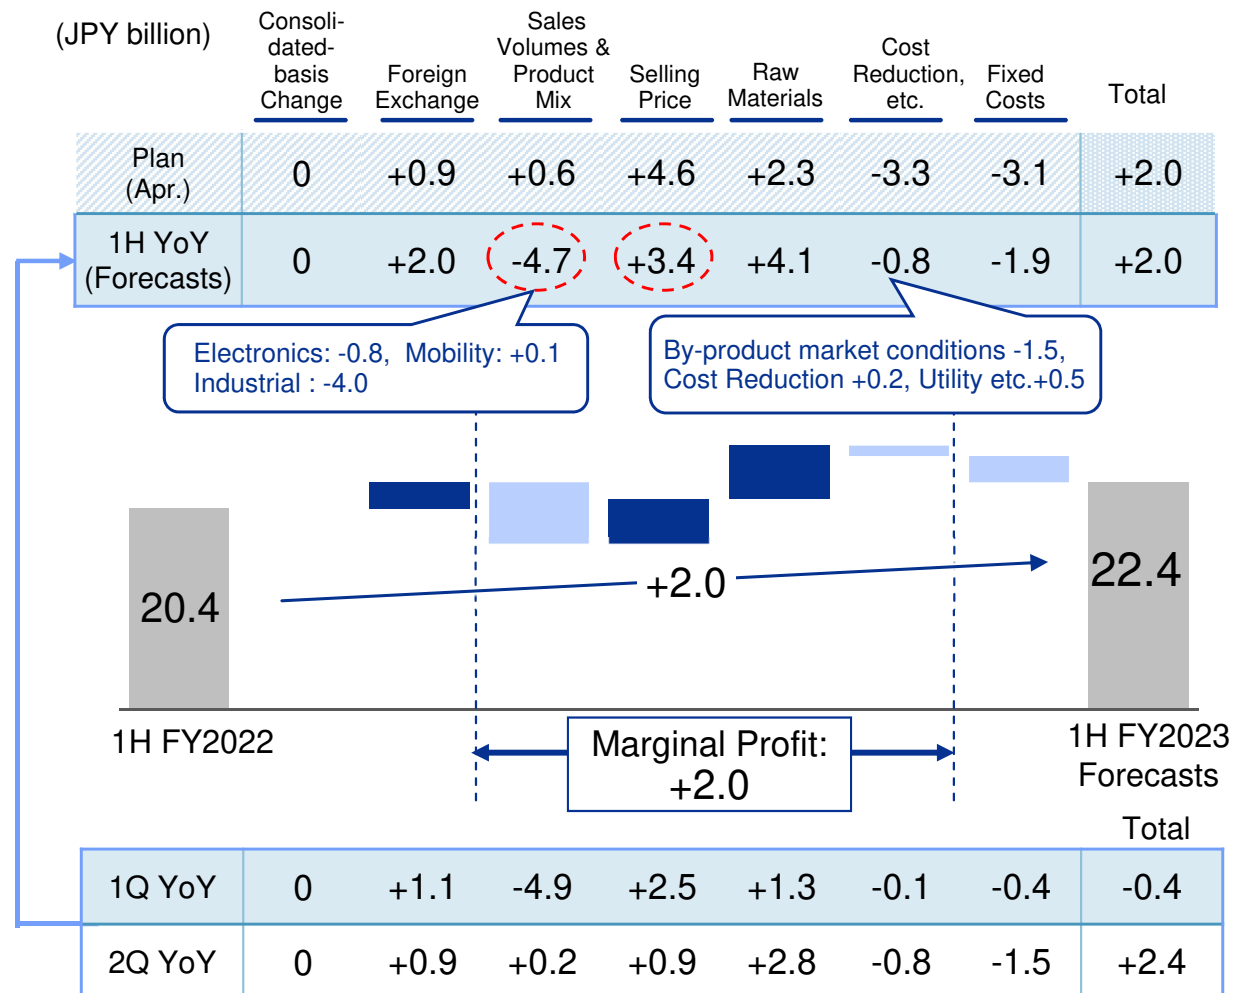 (JPY billion)
Consoli-
dated-
basis
Change
Foreign
Exchange
Sales
Volumes &
Product
Mix
Selling
Price
Raw
Materials
Cost
Reduction,
etc.
Fixed
Costs
Total
Plan
(Apr.)
0 +0.9 +0.6 +4.6 +2.3 -3.3 -3.1 +2.0
1H YoY
(Forecasts)
0 +2.0 -4.7 +3.4 +4.1 -0.8 -1.9 +2.0
Electronics: -0.8, Mobility: +0.1
Industrial : -4.0
By-product market conditions -1.5,
Cost Reduction +0.2, Utility etc.+0.5
20.4
+2.0
22.4
1H FY2022
Marginal Profit:
+2.0
1H FY2023
Forecasts
Total
1Q YoY 0 +1.1 -4.9 +2.5 +1.3 -0.1 -0.4 -0.4
2Q YoY 0 +0.9 +0.2 +0.9 +2.8 -0.8 -1.5 +2.4